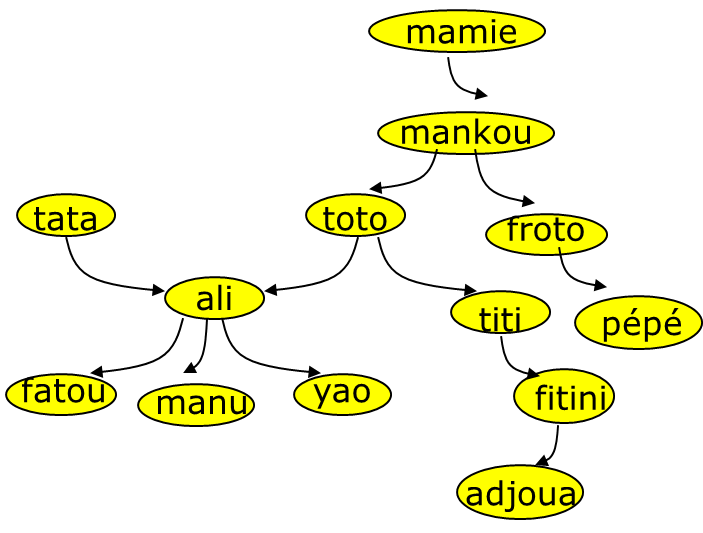 mamie
mankou
tata
toto
froto
ali
titi
pépé
fatou
manu
yao
fitini
adjoua